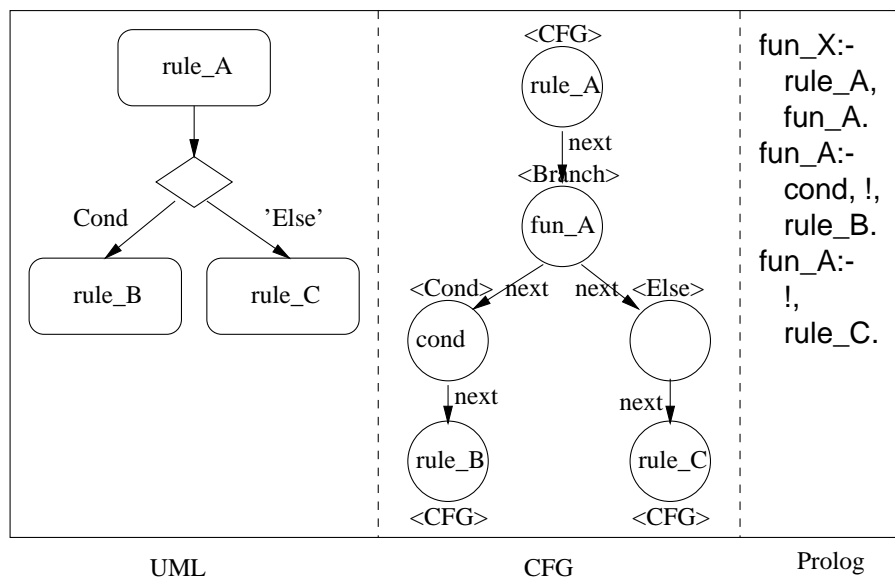 rule_A
Cond
’Else’
rule_B
rule_C
UML
<CFG>
rule_A
next
<Branch>
fun_A
<Cond>
next
next
<Else>
cond
next
next
rule_B
rule_C
<CFG>
<CFG>
CFG
fun_X:-
rule_A,
fun_A.
fun_A:-
cond, !,
rule_B.
fun_A:-
!,
rule_C.
Prolog